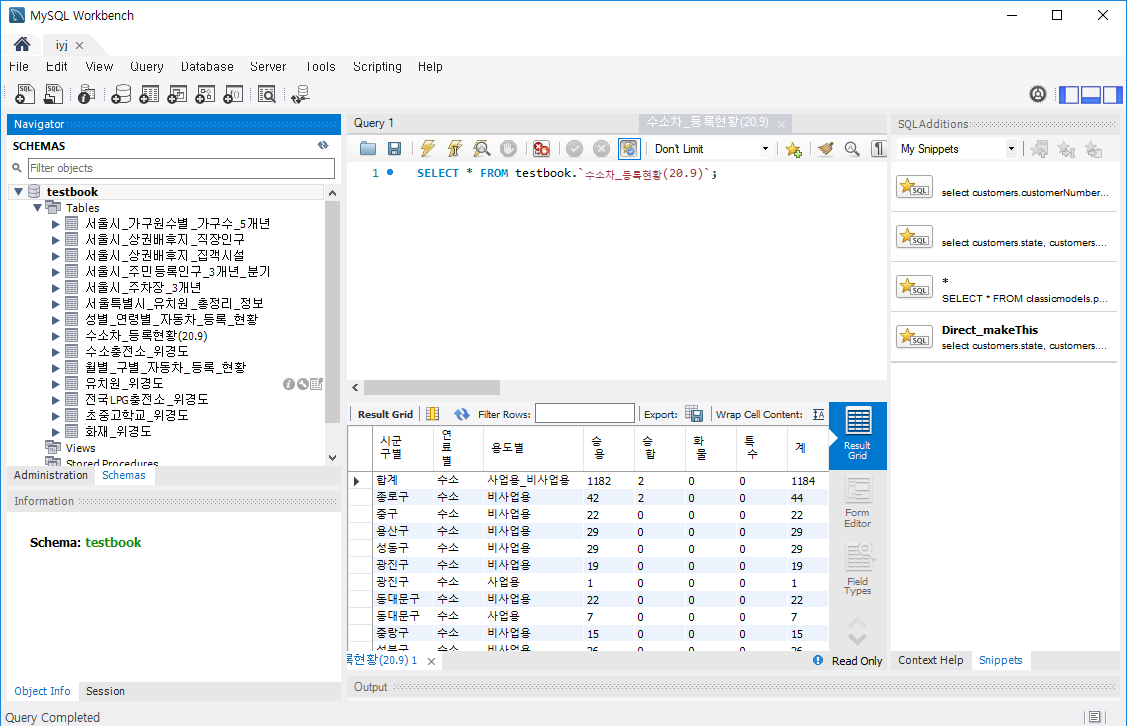 MySQL Workbench
iyj
File Edit View Query Database Server Tools Scripting Help
Navigator
SCHEMAS
Filter objects
testbook
Tables
서울시_가구원수별_가구수_5개년
서울시_상권배후지_직장인구
서울시_상권배후지_집객시설
서울시_주민등록인구_3개년_분기
서울시_주차장_3개년
서울특별시_유치원_총정리_정보
성별_연령별_자동차_등록_현황
수소차_등록현황(20.9)
수소충전소_위경도
월별_구별_자동차_등록_현황
유치원_위경도
전국LPG충전소_위경도
초중고학교_위경도
화재_위경도
Views
Stored Procedures
Administration Schemas
Information
Schema: testbook
Object Info Session
Query Completed
Query 1 수소차_등록현황(20.9)
Don't Limit
1 SELECT * FROM testbook.`수소차_등록현황(20.9)`;
Result Grid Filter Rows: Export: Wrap Cell Content:
시군구별 연료별 용도별 승용 승합 화물 특수 계
합계 수소 사업용_비사업용 1182 2 0 0 1184
종로구 수소 비사업용 42 2 0 0 44
중구 수소 비사업용 22 0 0 0 22
용산구 수소 비사업용 29 0 0 0 29
성동구 수소 비사업용 29 0 0 0 29
광진구 수소 비사업용 19 0 0 0 19
광진구 수소 사업용 1 0 0 0 1
동대문구 수소 비사업용 22 0 0 0 22
동대문구 수소 사업용 7 0 0 0 7
중랑구 수소 비사업용 15 0 0 0 15
성북구 수소 비사업용 26 0 0 0 26
록현황(20.9) 1
Read Only
Output
Result Grid
Form Editor
Field Types
SQLAdditions
My Snippets
select customers.customerNumber...
select customers.state, customers....
*
SELECT * FROM classicmodels.p...
Direct_makeThis
select customers.state, customers....
Context Help Snippets